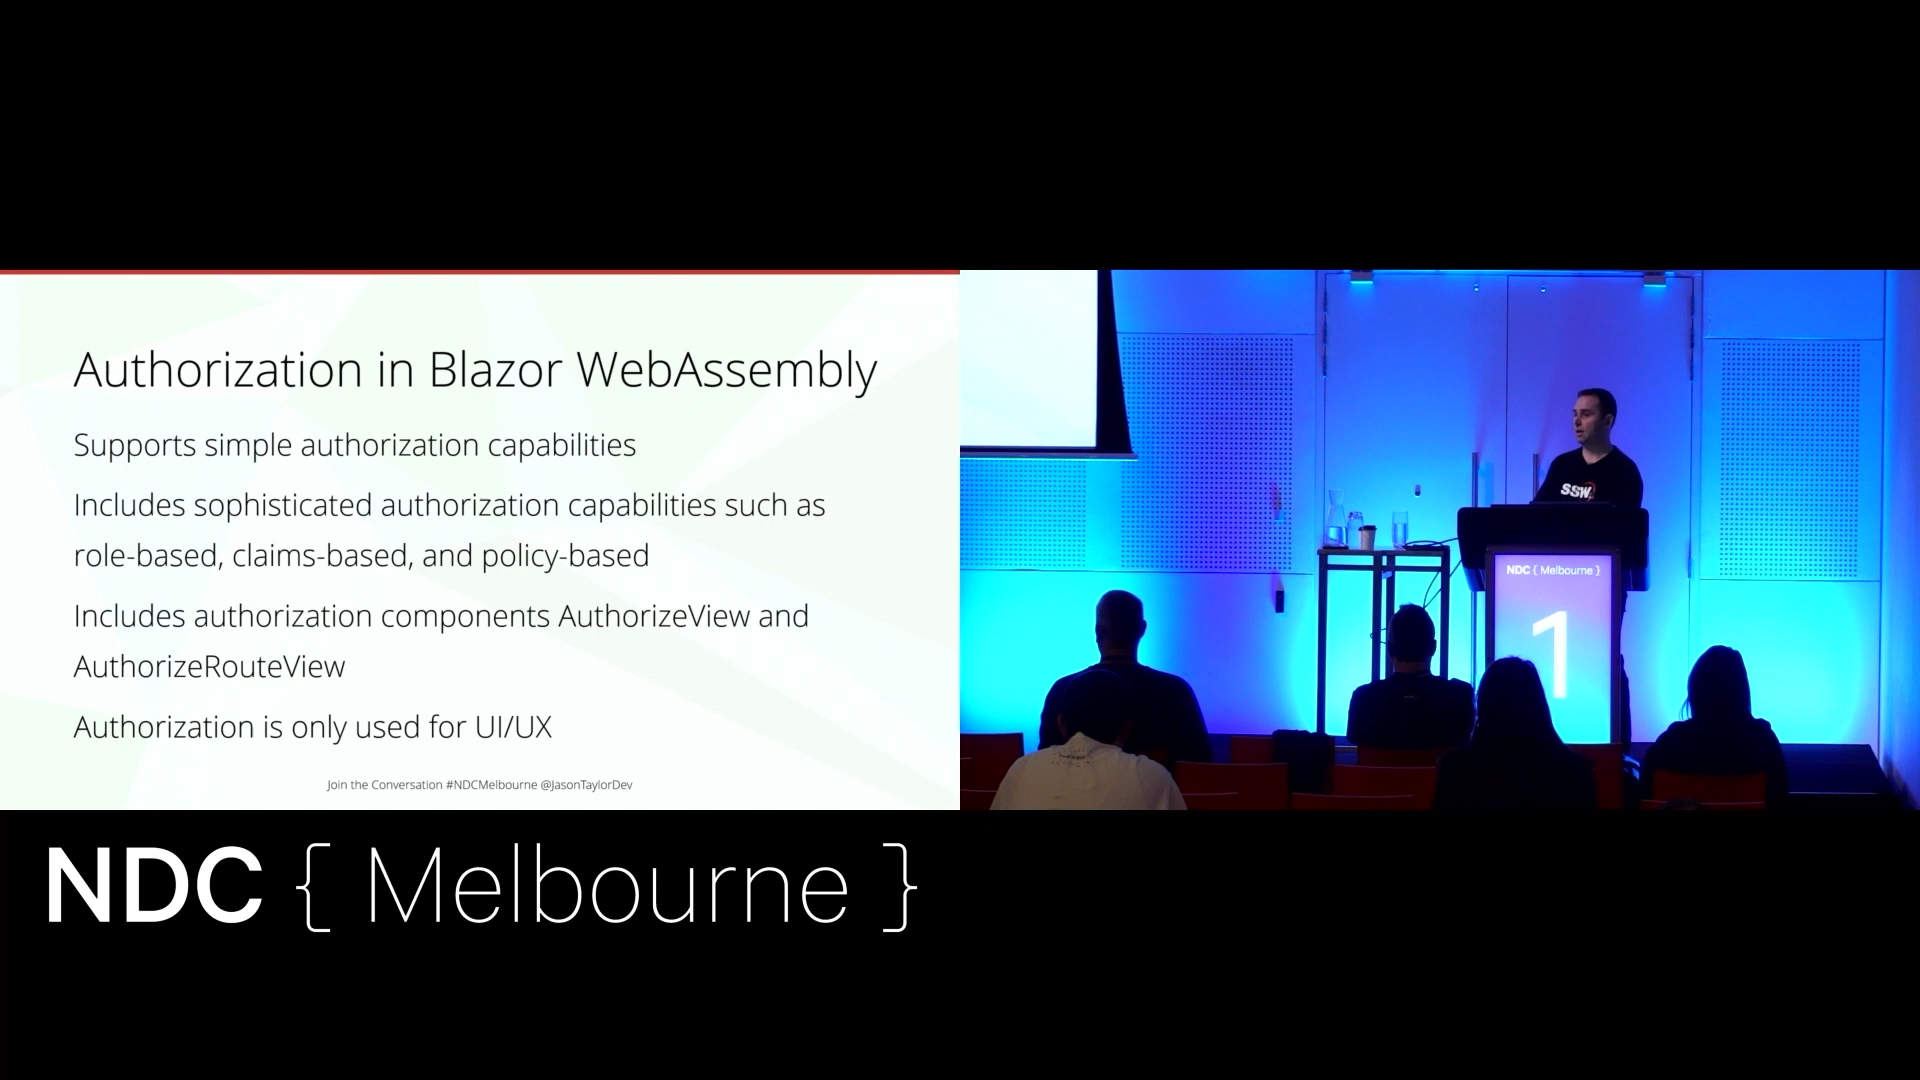 Authorization in Blazor WebAssembly
Supports simple authorization capabilities
Includes sophisticated authorization capabilities such as
role-based, claims-based, and policy-based
Includes authorization components AuthorizeView and
AuthorizeRouteView
Authorization is only used for UI/UX
Join the Conversation #NDCMelbourne @JasonTaylorDev
SSW
NDC { Melbourne }
1
NDC { Melbourne }